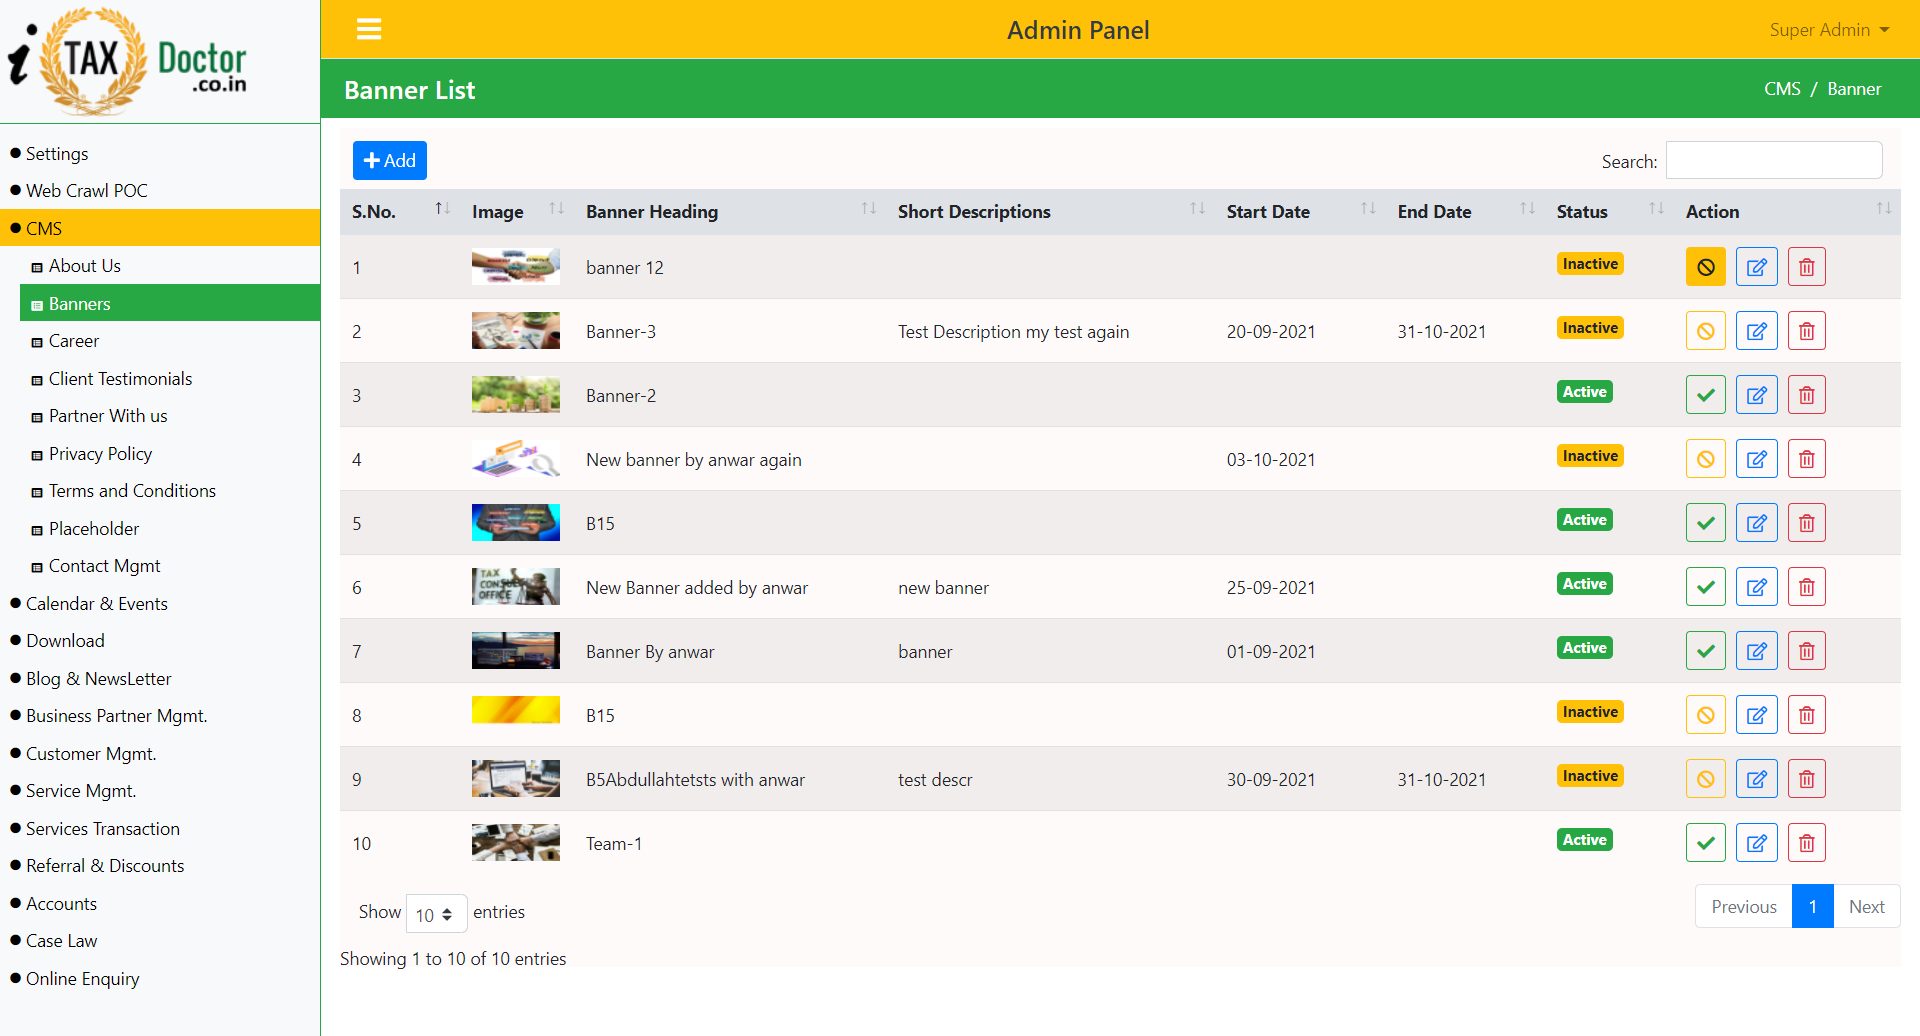 i TAX Doctor
.co.in
Admin Panel
Super Admin
Banner List
CMS / Banner
Settings
Web Crawl POC
CMS
About Us
Banners
Career
Client Testimonials
Partner With us
Privacy Policy
Terms and Conditions
Placeholder
Contact Mgmt
Calendar & Events
Download
Blog & NewsLetter
Business Partner Mgmt.
Customer Mgmt.
Service Mgmt.
Services Transaction
Referral & Discounts
Accounts
Case Law
Online Enquiry
Add
Search:
S.No. Image Banner Heading Short Descriptions Start Date End Date Status Action
1 banner 12 Inactive
2 Banner-3 Test Description my test again 20-09-2021 31-10-2021 Inactive
3 Banner-2 Active
4 New banner by anwar again 03-10-2021 Inactive
5 B15 Active
TAX
CONSULT
OFFICE
6 New Banner added by anwar new banner 25-09-2021 Active
7 Banner By anwar banner 01-09-2021 Active
8 B15 Inactive
9 B5Abdullahtetsts with anwar test descr 30-09-2021 31-10-2021 Inactive
10 Team-1 Active
Show 10 entries
Previous 1 Next
Showing 1 to 10 of 10 entries